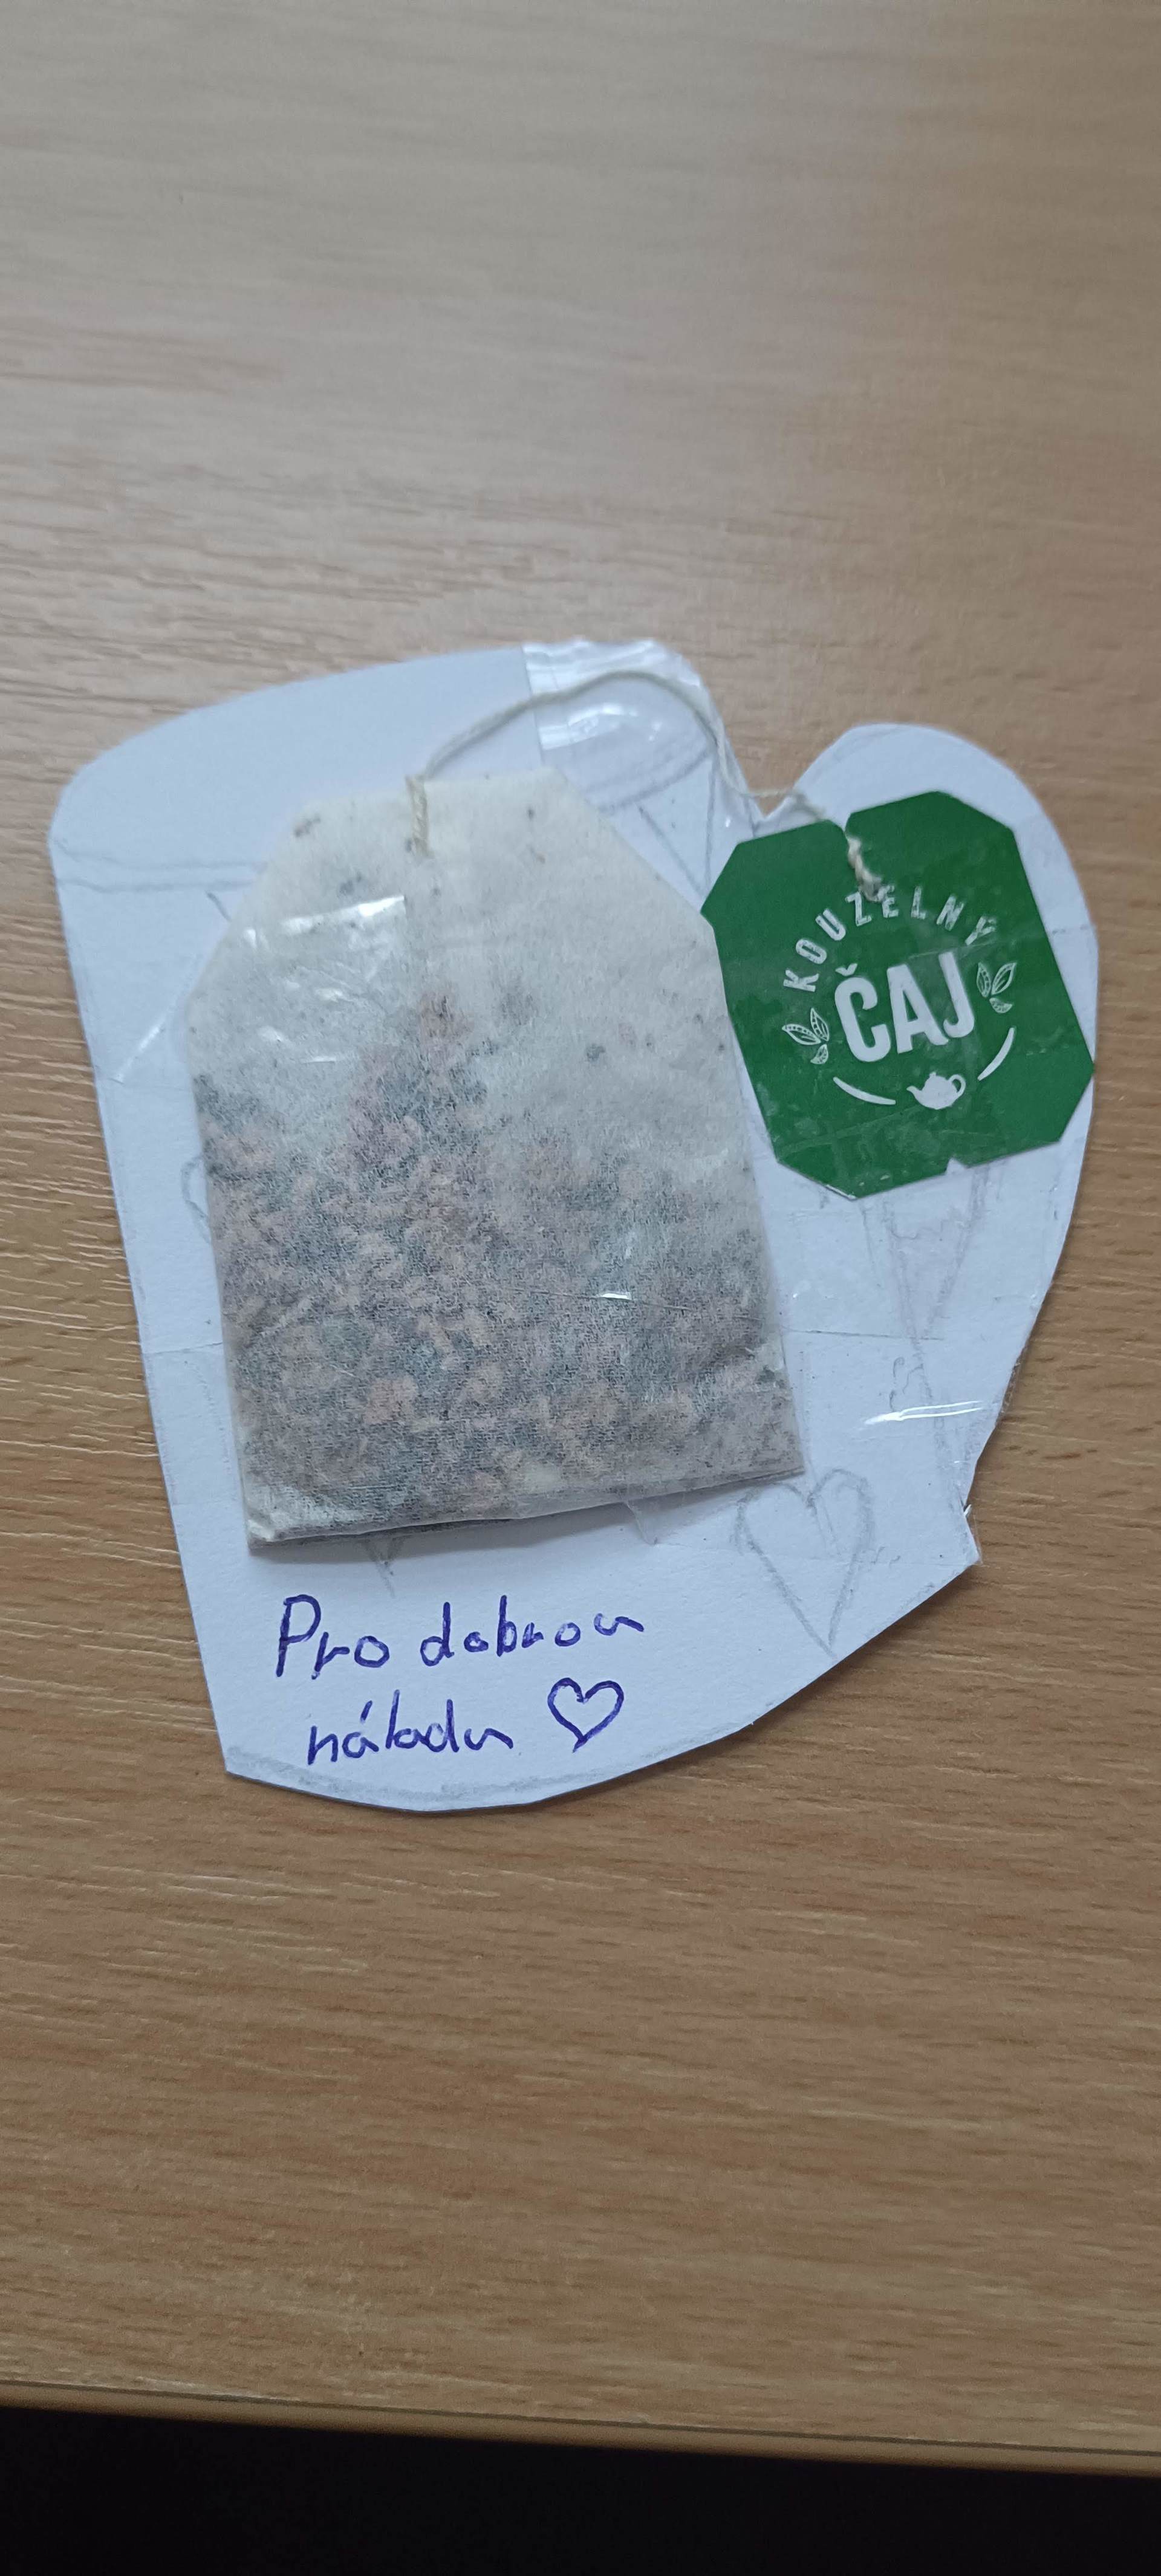 KOUZELNÝ
ČAJ
Pro dobrou
náladu ♡